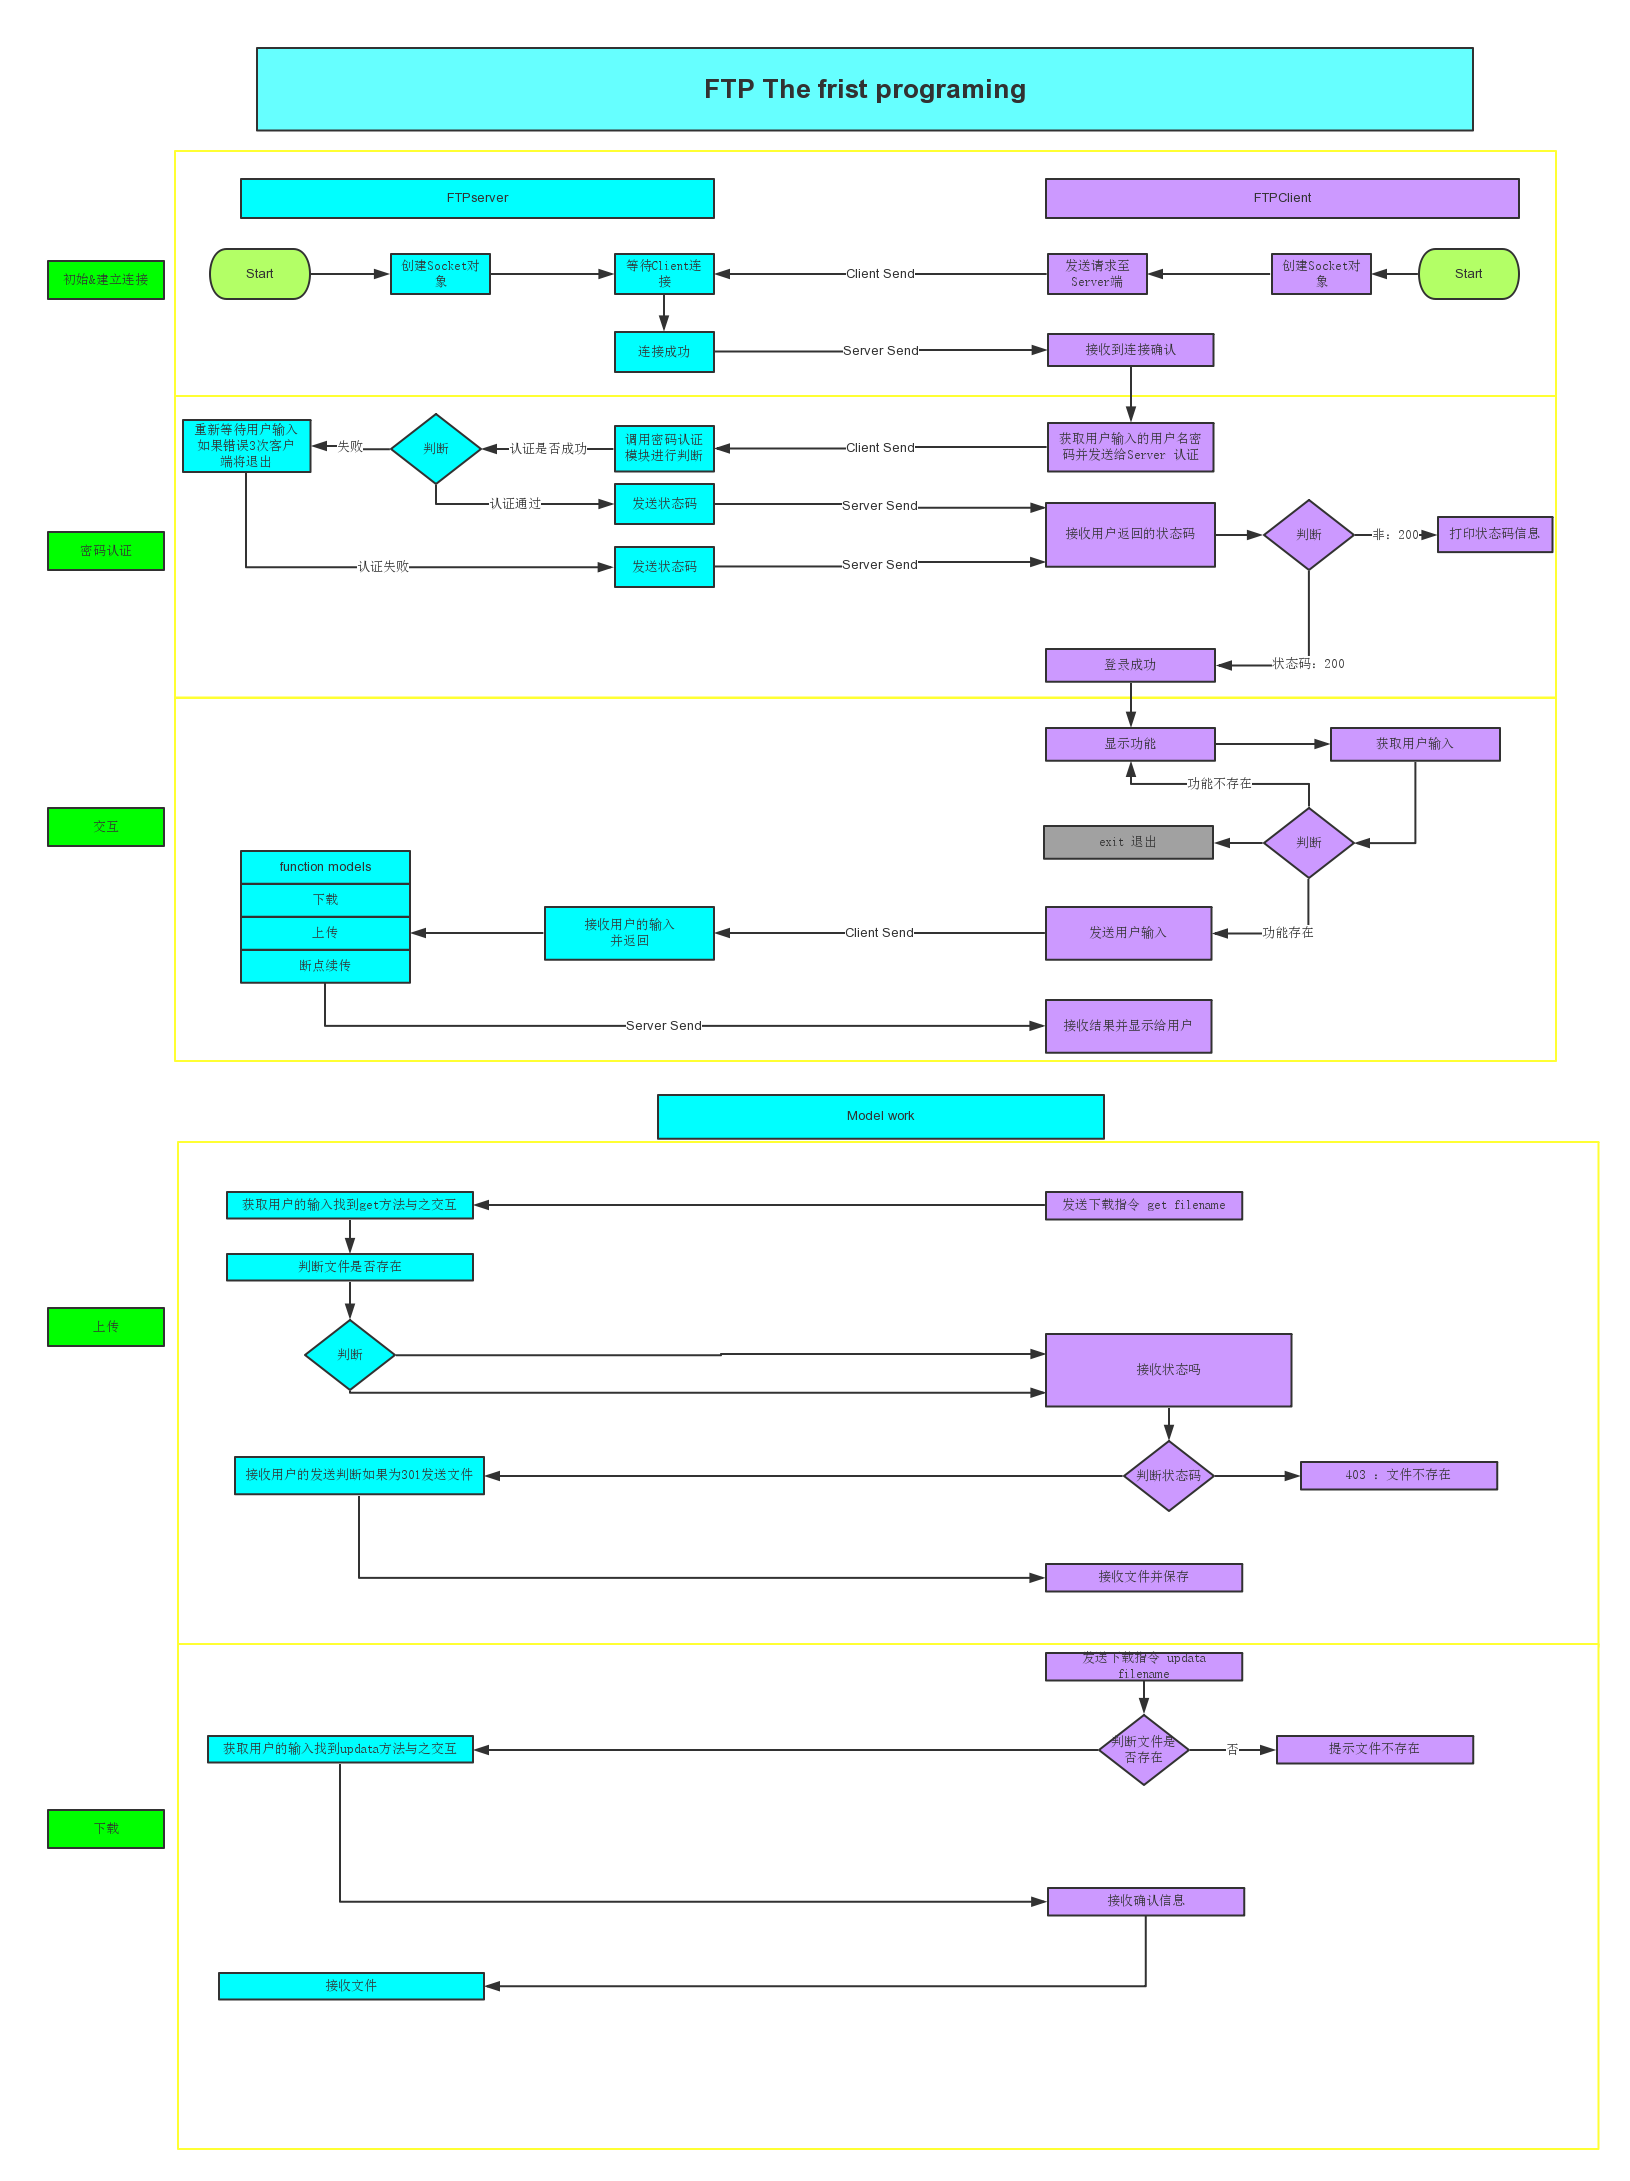 FTP The frist programing
FTPserver
FTPClient
初始&建立连接
Start
创建Socket对
象
等待Client连
接
Client Send
发送请求至
Server端
创建Socket对
象
Start
连接成功
Server Send
接收到连接确认
密码认证
重新等待用户输入
如果错误3次客户
端将退出
失败
判断
认证是否成功
调用密码认证
模块进行判断
Client Send
获取用户输入的用户名密
码并发送给Server 认证
认证通过
发送状态码
Server Send
接收用户返回的状态码
判断
非：200
打印状态码信息
认证失败
发送状态码
Server Send
登录成功
状态码：200
交互
显示功能
获取用户输入
功能不存在
exit 退出
判断
function models
下载
上传
断点续传
接收用户的输入
并返回
Client Send
发送用户输入
功能存在
Server Send
接收结果并显示给用户
Model work
上传
获取用户的输入找到get方法与之交互
发送下载指令 get filename
判断文件是否存在
判断
接收状态吗
接收用户的发送判断如果为301发送文件
判断状态码
403 ：文件不存在
接收文件并保存
下载
发送下载指令 updata
filename
获取用户的输入找到updata方法与之交互
判断文件是
否存在
否
提示文件不存在
接收确认信息
接收文件